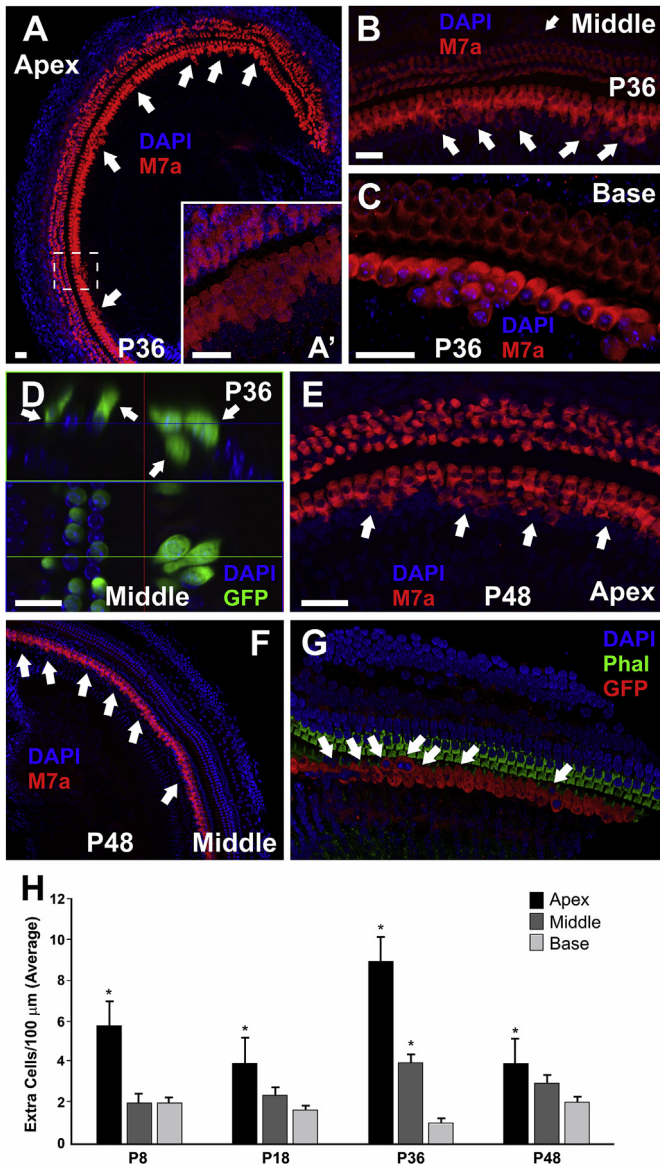 A
Apex
DAPI
M7a
P36
A'
B
Middle
DAPI
M7a
P36
C
Base
DAPI
P36
M7a
D
P36
DAPI
Middle
GFP
E
DAPI
M7a
P48
Apex
F
DAPI
M7a
P48
Middle
G
DAPI
Phal
GFP
H
Extra Cells/100 μm (Average)
12
10
8
6
4
2
0
Apex
Middle
Base
*
*
*
*
*
P8
P18
P36
P48